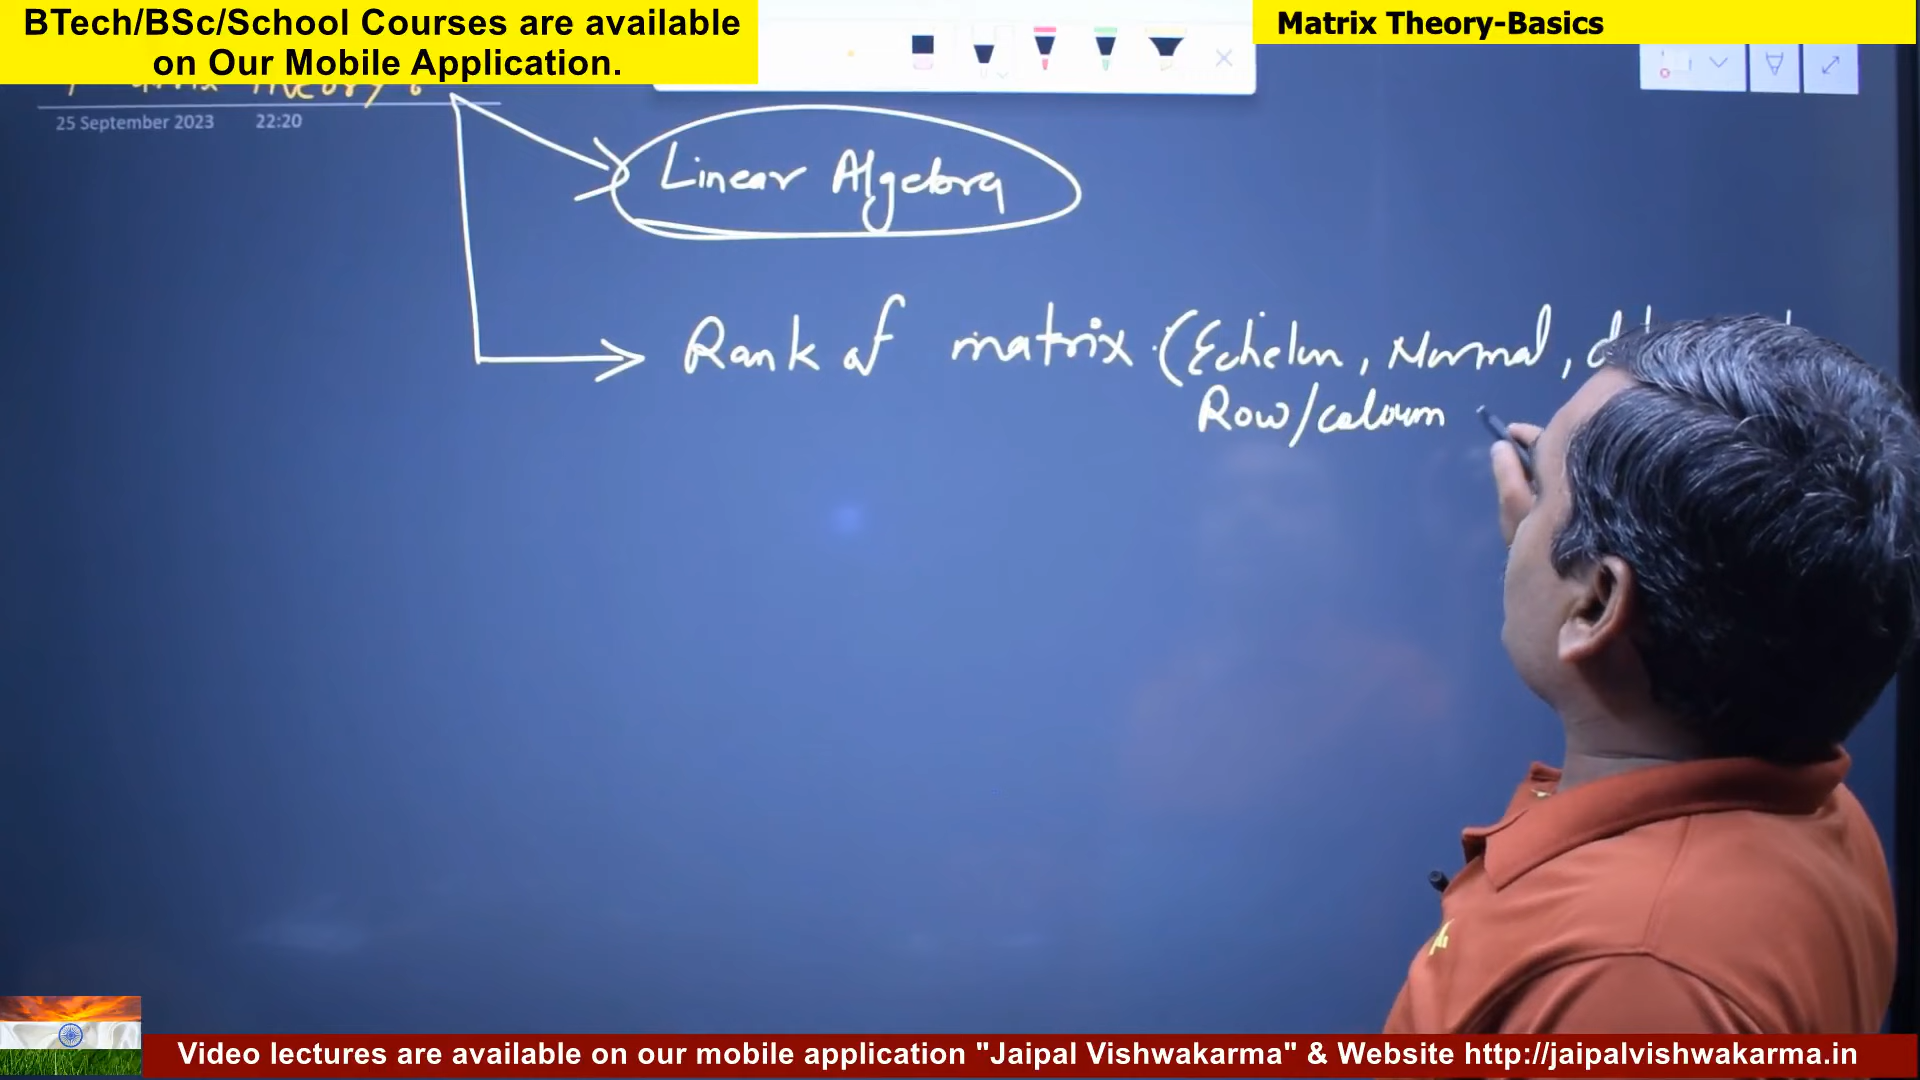 BTech/BSc/School Courses are available
on Our Mobile Application.
Matrix Theory-Basics
Theory
25 September 2023 22:20
Linear Algebra
Rank of matrix (Echelon, Normal,
Row/coloum
Video lectures are available on our mobile application "Jaipal Vishwakarma" & Website http://jaipalvishwakarma.in